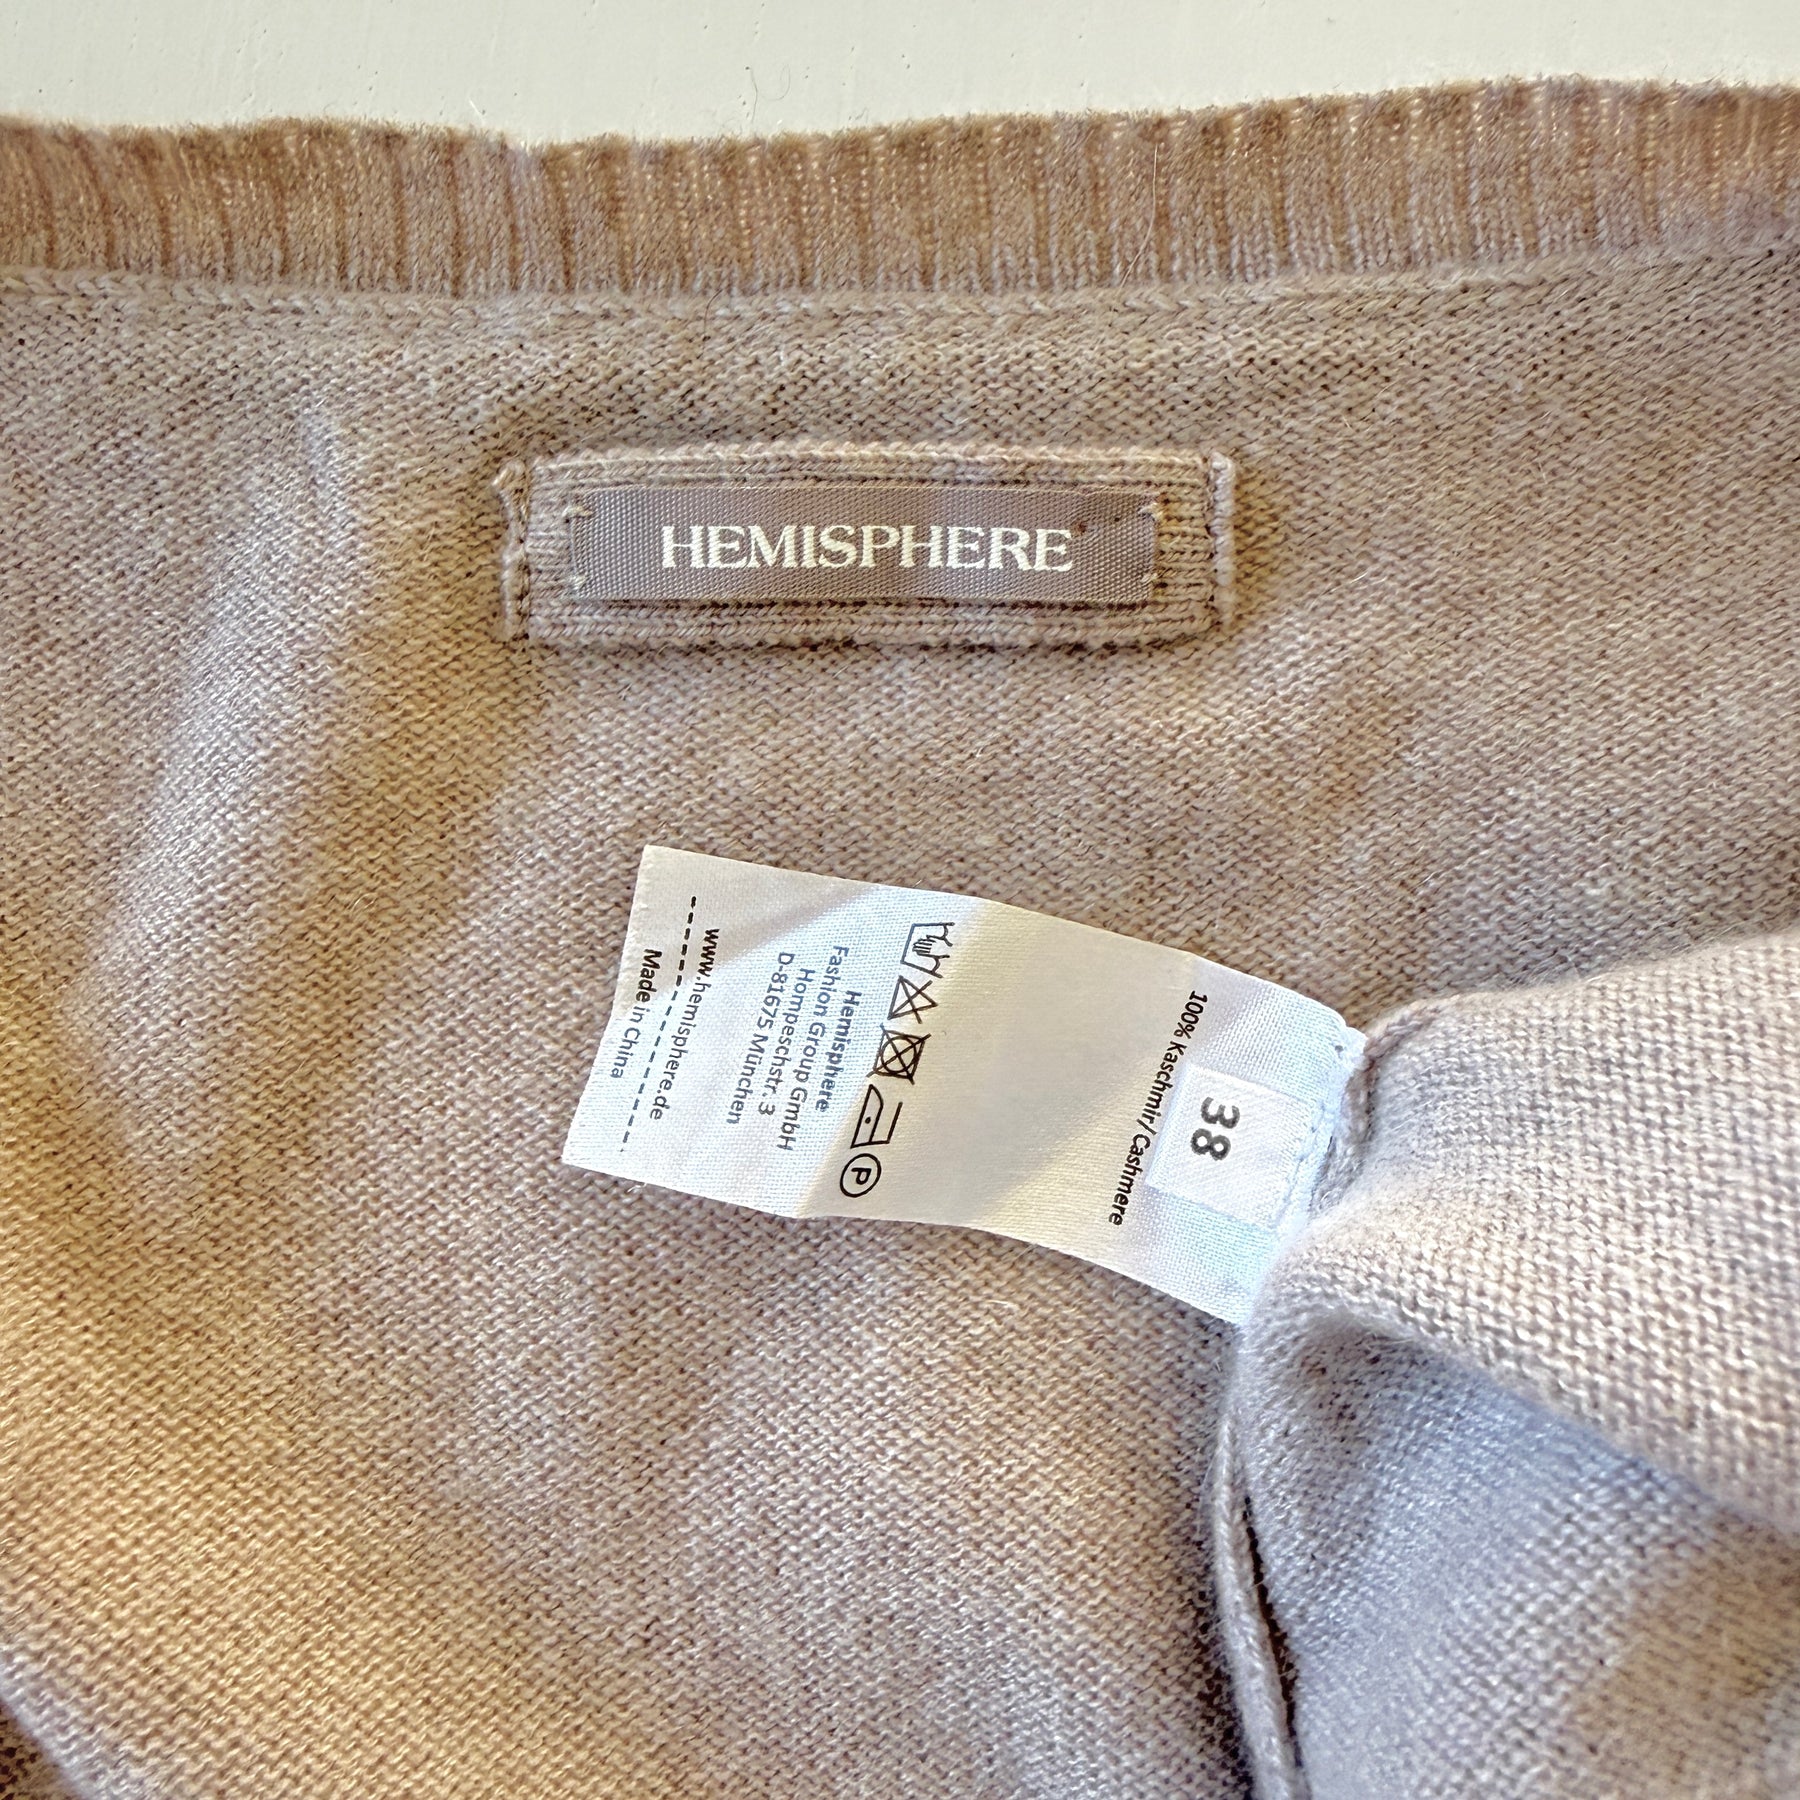 HEMISPHERE
38
100% Kaschmir/Cashmere
P
Hemisphere
Fashion Group GmbH
Hompeschstr. 3
D-81675 München
www.hemisphere.de
Made in China